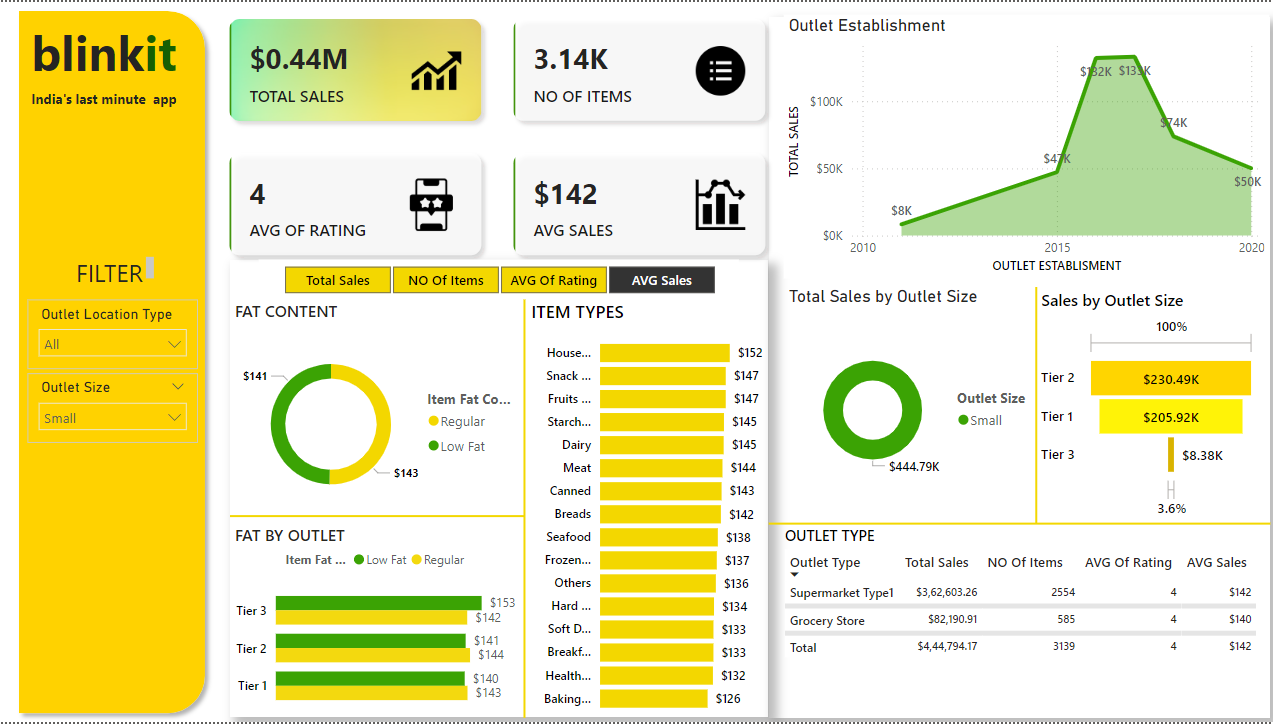 blinkit
India's last minute app
FILTER
Outlet Location Type
All
Outlet Size
Small
$0.44M
TOTAL SALES
3.14K
NO OF ITEMS
4
AVG OF RATING
$142
AVG SALES
Total Sales
NO Of Items
AVG Of Rating
AVG Sales
FAT CONTENT
$141
$143
Item Fat Co...
Regular
Low Fat
FAT BY OUTLET
Item Fat ... Low Fat Regular
Tier 3 $153
$142
Tier 2 $141
$144
Tier 1 $140
$143
ITEM TYPES
House... $152
Snack ... $147
Fruits ... $147
Starch... $145
Dairy $145
Meat $144
Canned $143
Breads $142
Seafood $138
Frozen... $137
Others $136
Hard ... $134
Soft D... $133
Breakf... $133
Health... $132
Baking... $126
Outlet Establishment
TOTAL SALES
$100K
$50K
$0K
$8K
$47K
$132K
$133K
$74K
$50K
2010 2015 2020
OUTLET ESTABLISMENT
Total Sales by Outlet Size
Outlet Size
Small
$444.79K
Sales by Outlet Size
100%
Tier 2 $230.49K
Tier 1 $205.92K
Tier 3 $8.38K
3.6%
OUTLET TYPE
Outlet Type Total Sales NO Of Items AVG Of Rating AVG Sales
Supermarket Type1 $3,62,603.26 2554 4 $142
Grocery Store $82,190.91 585 4 $140
Total $4,44,794.17 3139 4 $142